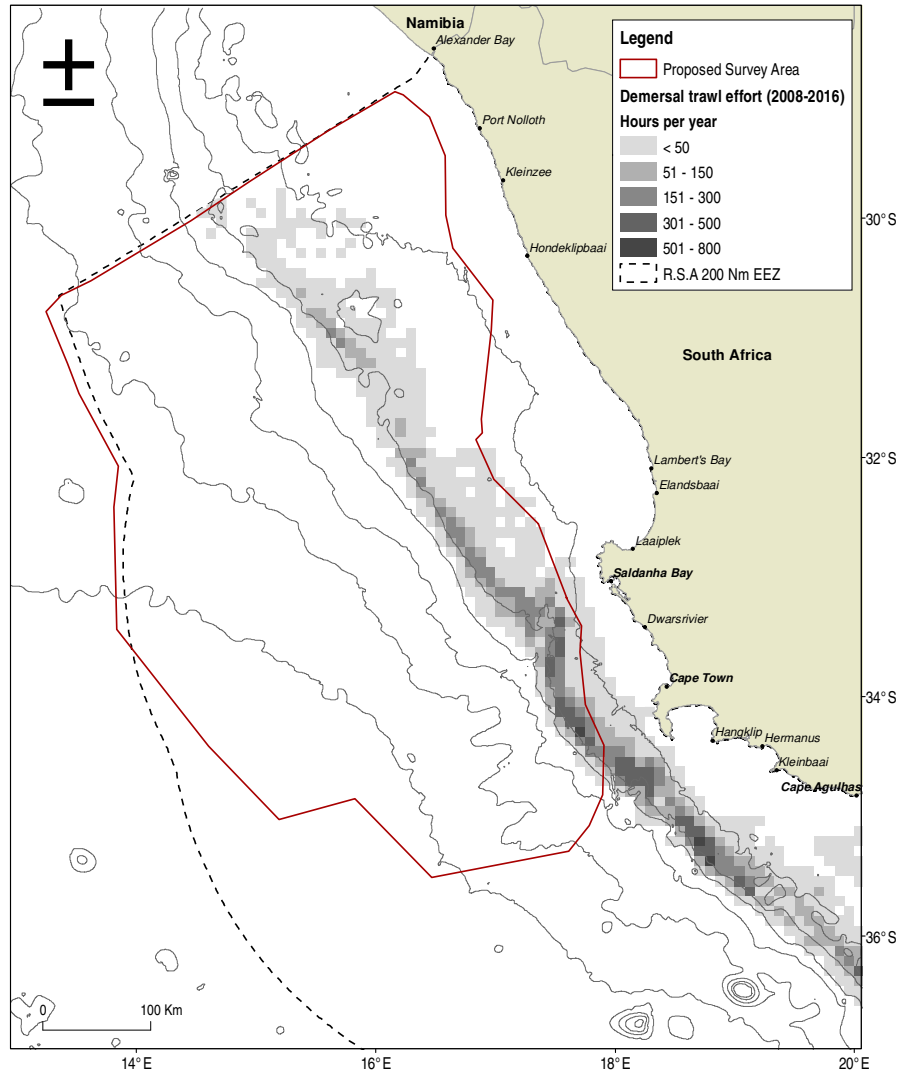 Namibia
Alexander Bay
Port Nolloth
Kleinzee
Hondeklipbaai
South Africa
Lambert's Bay
Elandsbaai
Laaiplek
Saldanha Bay
Dwarsrivier
Cape Town
Hangklip
Hermanus
Kleinbaai
Cape Agulhas
Legend
Proposed Survey Area
Demersal trawl effort (2008-2016)
Hours per year
< 50
51 - 150
151 - 300
301 - 500
501 - 800
R.S.A 200 Nm EEZ
30°S
32°S
34°S
36°S
0 100 Km
14°E 16°E 18°E 20°E